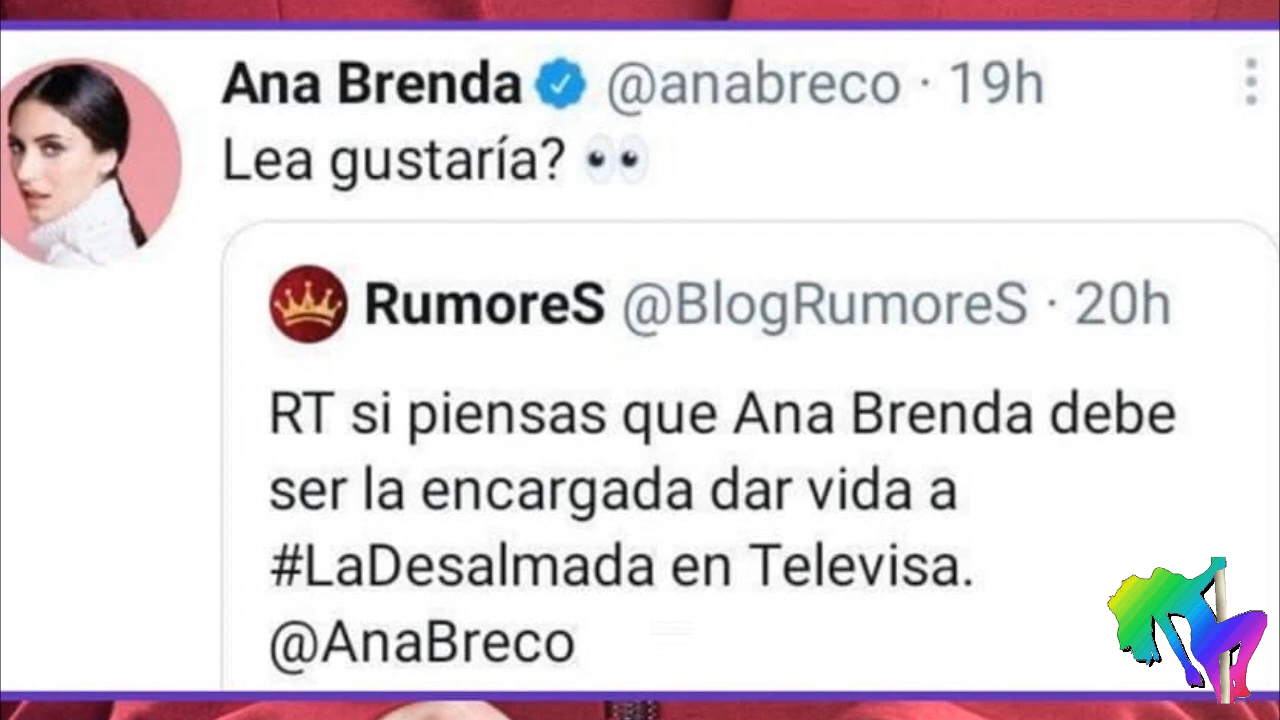 Ana Brenda @anabreco · 19h
Lea gustaría? 👀
RumoreS @BlogRumoreS · 20h
RT si piensas que Ana Brenda debe
ser la encargada dar vida a
#LaDesalmada en Televisa.
@AnaBreco